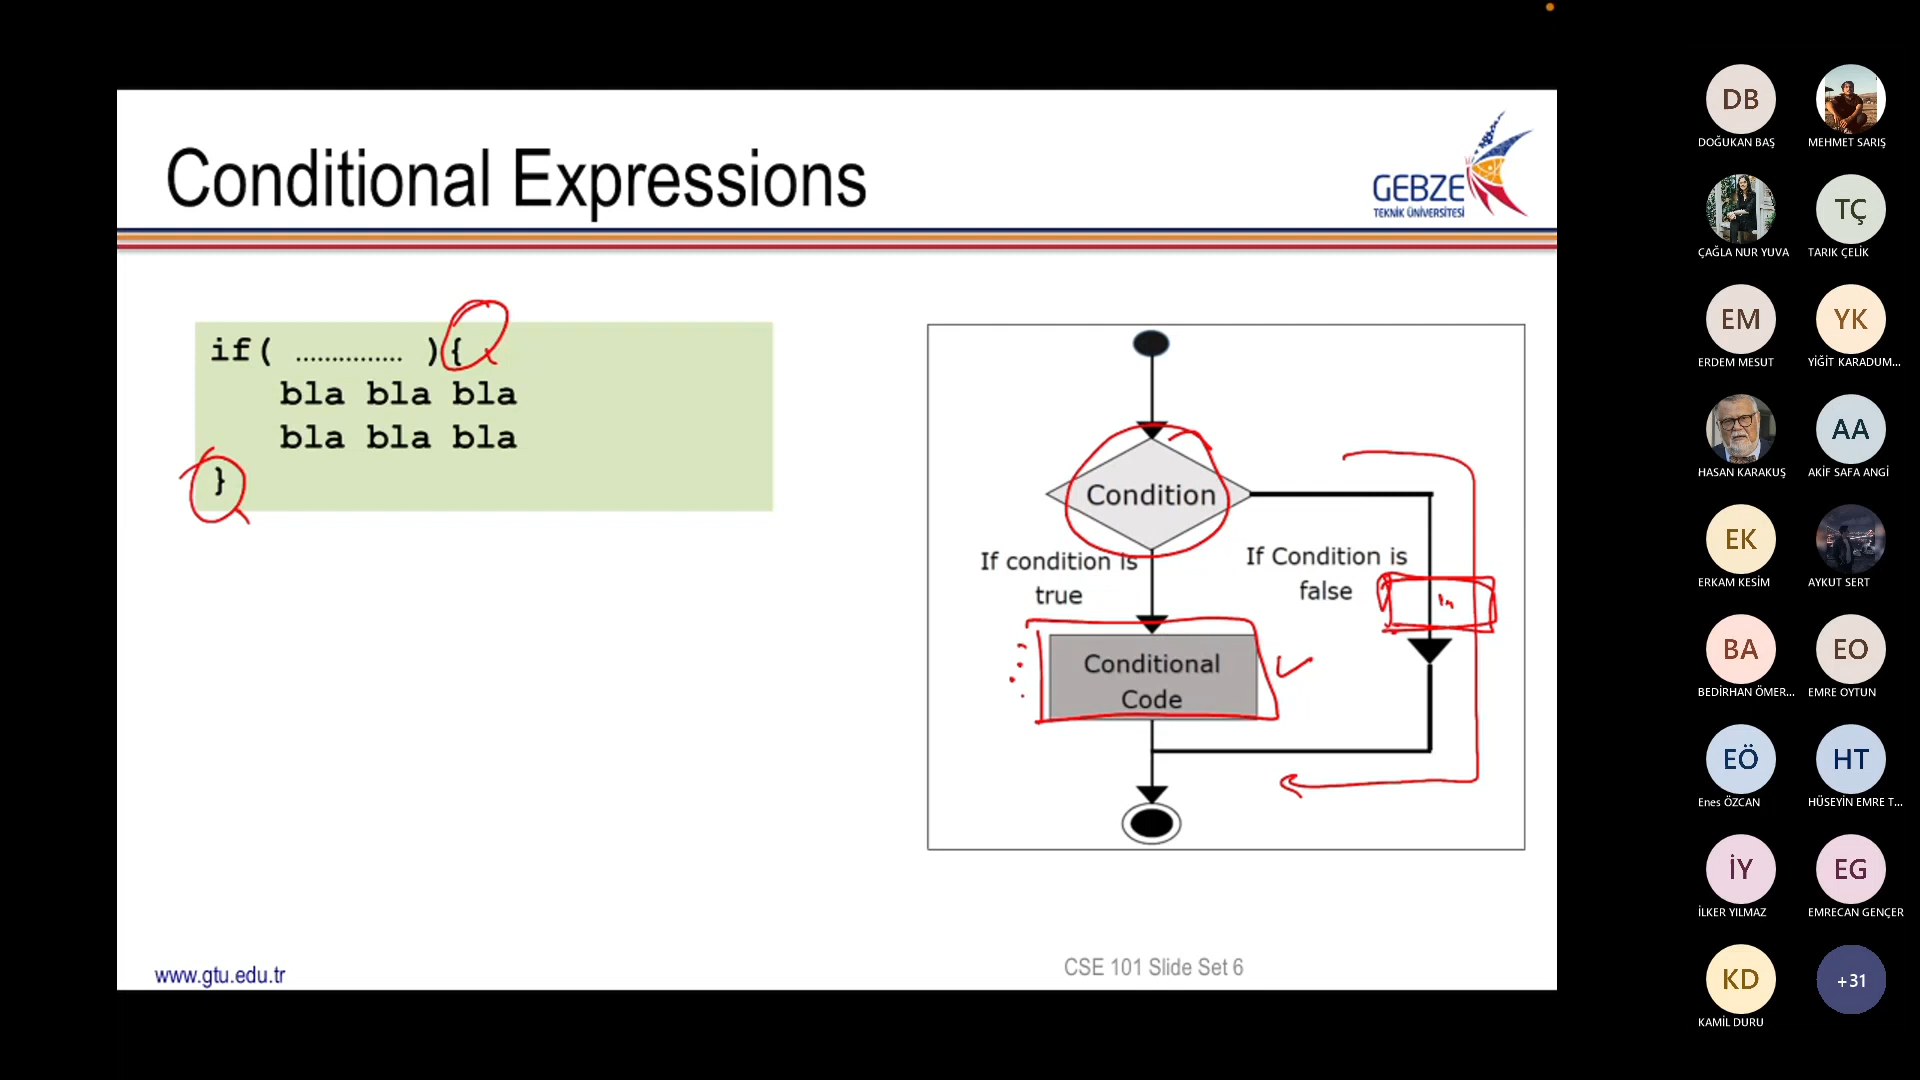 Conditional Expressions
GEBZE
TEKNİK ÜNİVERSİTESİ
if( .............. ){
bla bla bla
bla bla bla
}
Condition
If condition is
true
If Condition is
false
Conditional
Code
www.gtu.edu.tr
CSE 101 Slide Set 6
DB
DOĞUKAN BAŞ
MEHMET SARIŞ
ÇAĞLA NUR YUVA
TÇ
TARIK ÇELİK
EM
ERDEM MESUT
YK
YİĞİT KARADUM...
HASAN KARAKUŞ
AA
AKİF SAFA ANGİ
EK
ERKAM KESİM
AYKUT SERT
BA
BEDİRHAN ÖMER...
EO
EMRE OYTUN
EÖ
Enes ÖZCAN
HT
HÜSEYİN EMRE T...
İY
İLKER YILMAZ
EG
EMRECAN GENÇER
KD
KAMİL DURU
+31